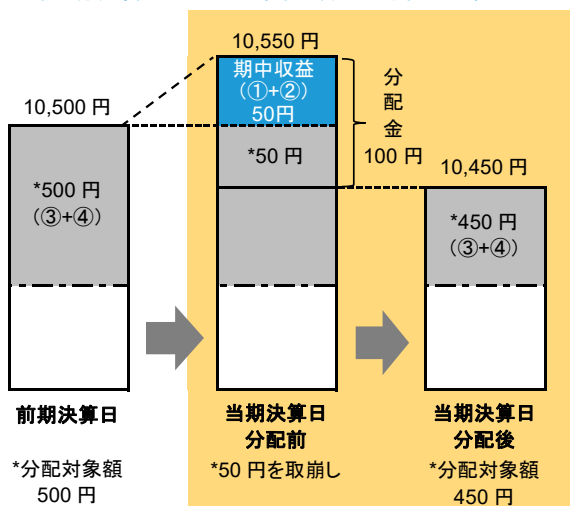 10,550 円
期中収益
(①+②)
50円
分
配
金
100 円
10,500 円
*50 円
10,450 円
*500 円
(③+④)
*450 円
(③+④)
前期決算日
当期決算日
分配前
当期決算日
分配後
*分配対象額
500 円
*50 円を取崩し
*分配対象額
450 円